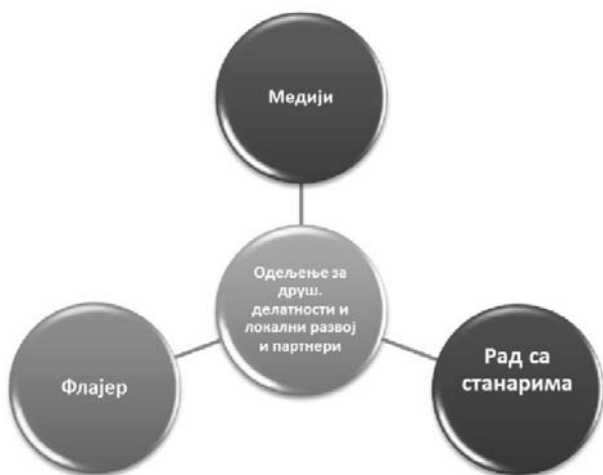 Медији
Одељење за
друш.
делатности и
локални развој
и партнери
Флајер
Рад са
станарима